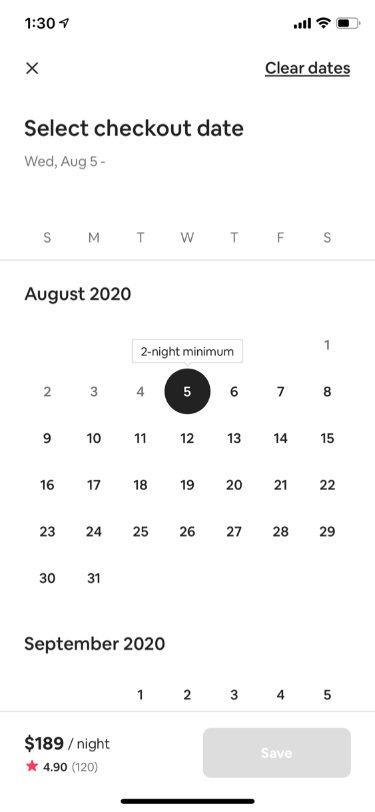 1:30
Clear dates
Select checkout date
Wed, Aug 5 -
S M T W T F S
August 2020
1
2-night minimum
2 3 4 5 6 7 8
9 10 11 12 13 14 15
16 17 18 19 20 21 22
23 24 25 26 27 28 29
30 31
September 2020
1 2 3 4 5
$189 / night
4.90 (120)
Save